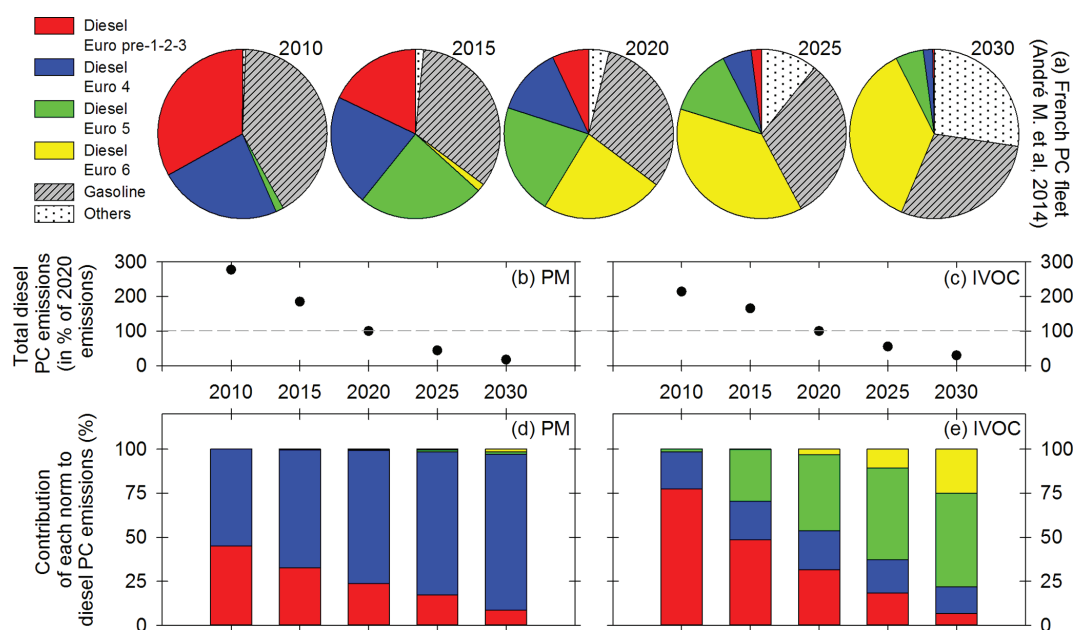 Diesel
Euro pre-1-2-3
Diesel
Euro 4
Diesel
Euro 5
Diesel
Euro 6
Gasoline
Others
2010
2015
2020
2025
2030
(a) French PC fleet
(André M. et al, 2014)
Total diesel
PC emissions
(in % of 2020
emissions)
300
200
100
0
(b) PM
(c) IVOC
300
200
100
0
2010
2015
2020
2025
2030
2010
2015
2020
2025
2030
Contribution
of each norm to
diesel PC emissions (%)
100
75
50
25
0
(d) PM
(e) IVOC
100
75
50
25
0